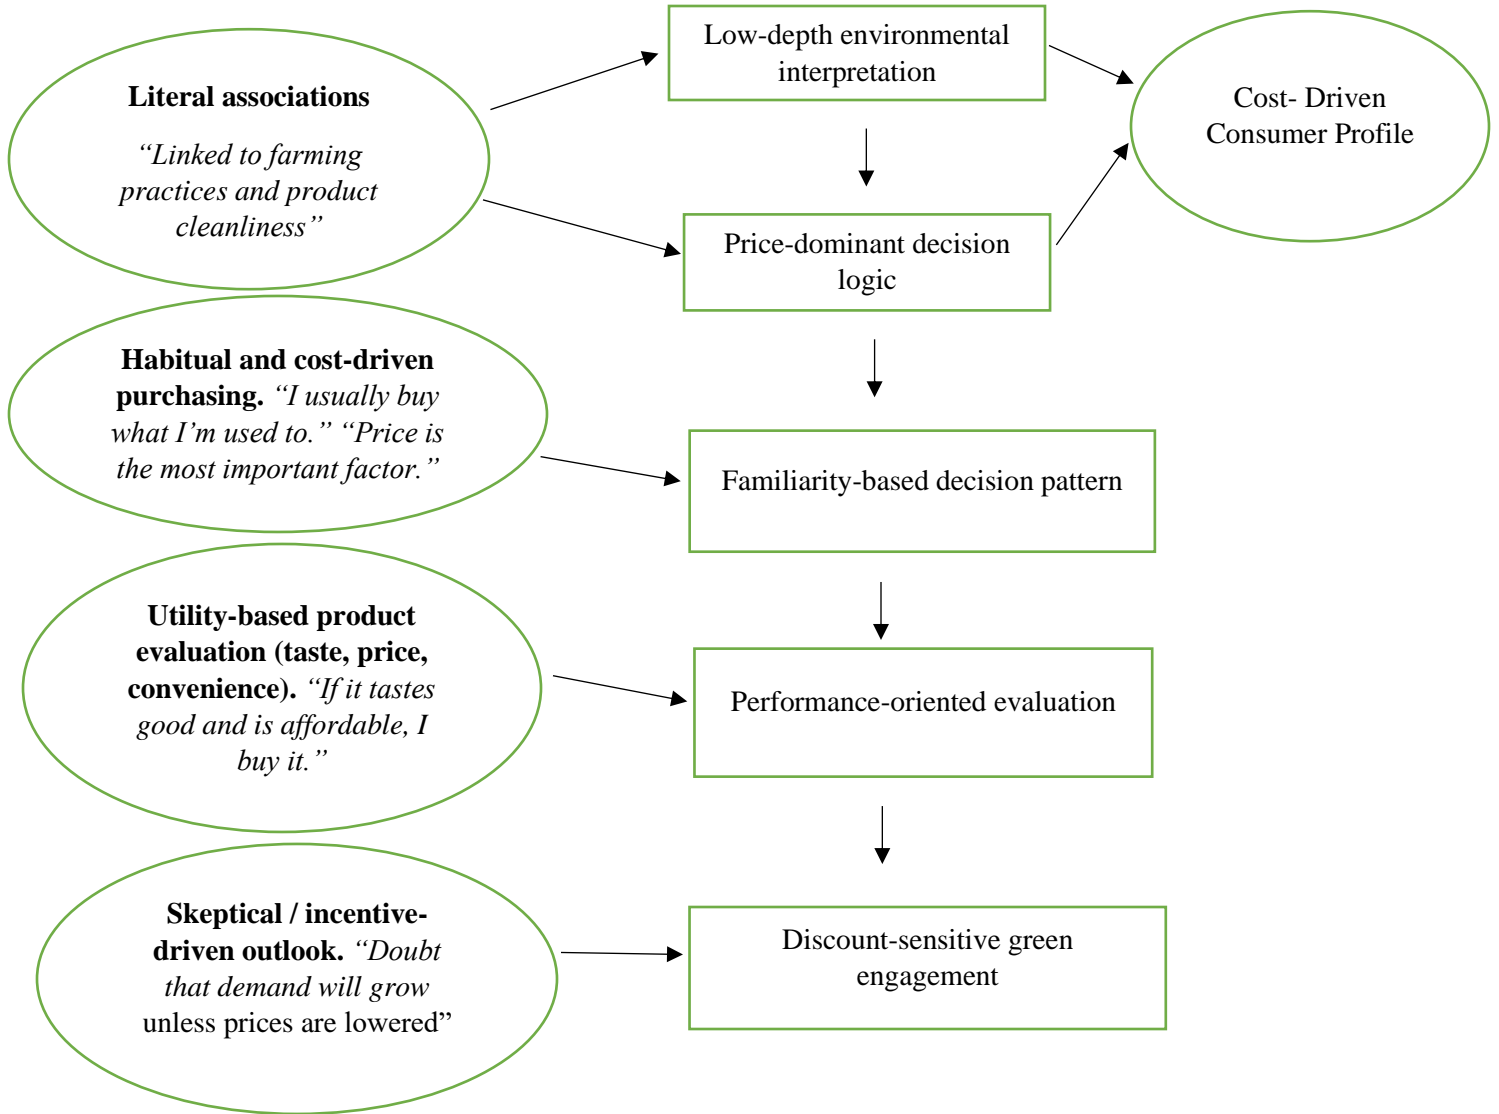 Literal associations
“Linked to farming
practices and product
cleanliness”
Low-depth environmental
interpretation
Cost- Driven
Consumer Profile
Price-dominant decision
logic
Habitual and cost-driven
purchasing. “I usually buy
what I’m used to.” “Price is
the most important factor.”
Familiarity-based decision pattern
Utility-based product
evaluation (taste, price,
convenience). “If it tastes
good and is affordable, I
buy it.”
Performance-oriented evaluation
Skeptical / incentive-
driven outlook. “Doubt
that demand will grow
unless prices are lowered”
Discount-sensitive green
engagement